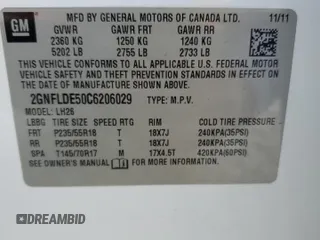 GM
MFD BY GENERAL MOTORS OF CANADA LTD. 11/11
GVWR GAWR FRT GAWR RR
2360 KG 1250 KG 1240 KG
5202 LB 2755 LB 2733 LB
THIS VEHICLE CONFORMS TO ALL APPLICABLE U.S. FEDERAL
MOTOR VEHICLE SAFETY, BUMPER, AND THEFT PREVENTION
STANDARDS IN EFFECT ON THE DATE OF MANUFACTURE SHOWN ABOVE.
2GNFLDE50C6206029 TYPE: M.P.V.
MODEL: LH26
TIRE SIZE SPEED RTG RIM COLD TIRE PRESSURE
FRT P235/55R18 T 18X7J 240KPA(35PSI)
RR P235/55R18 T 18X7J 240KPA(35PSI)
SPA T145/70R17 M 17X4.5T 420KPA(60PSI)
SEE OWNER'S MANUAL FOR MORE INFORMATION.
DREAMBID